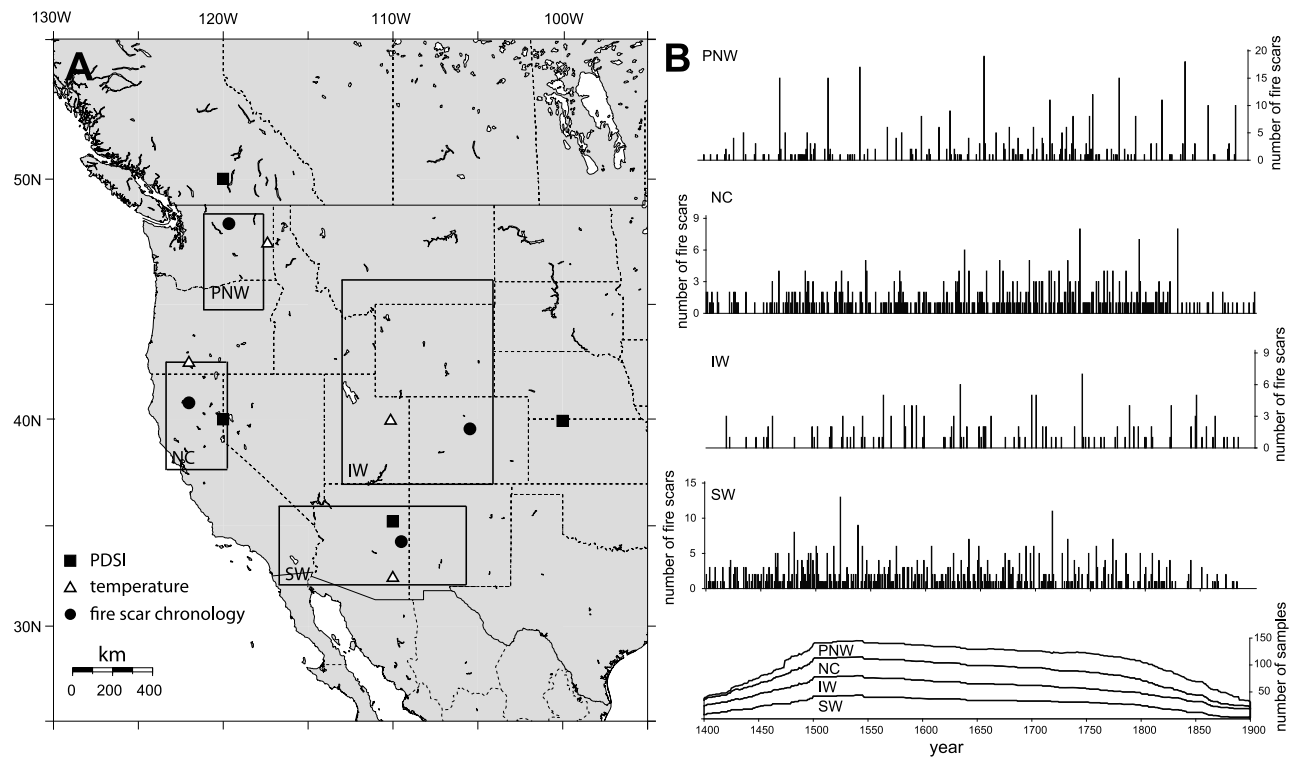 130W 120W 110W 100W
A
50N
40N
30N
PNW
NC
IW
SW
PDSI
temperature
fire scar chronology
km
0 200 400
B
PNW
20
15
10
5
0
number of fire scars
NC
9
6
3
0
number of fire scars
IW
9
6
3
0
number of fire scars
SW
15
10
5
0
number of fire scars
PNW
NC
IW
SW
150
100
50
number of samples
1400 1450 1500 1550 1600 1650 1700 1750 1800 1850 1900
year